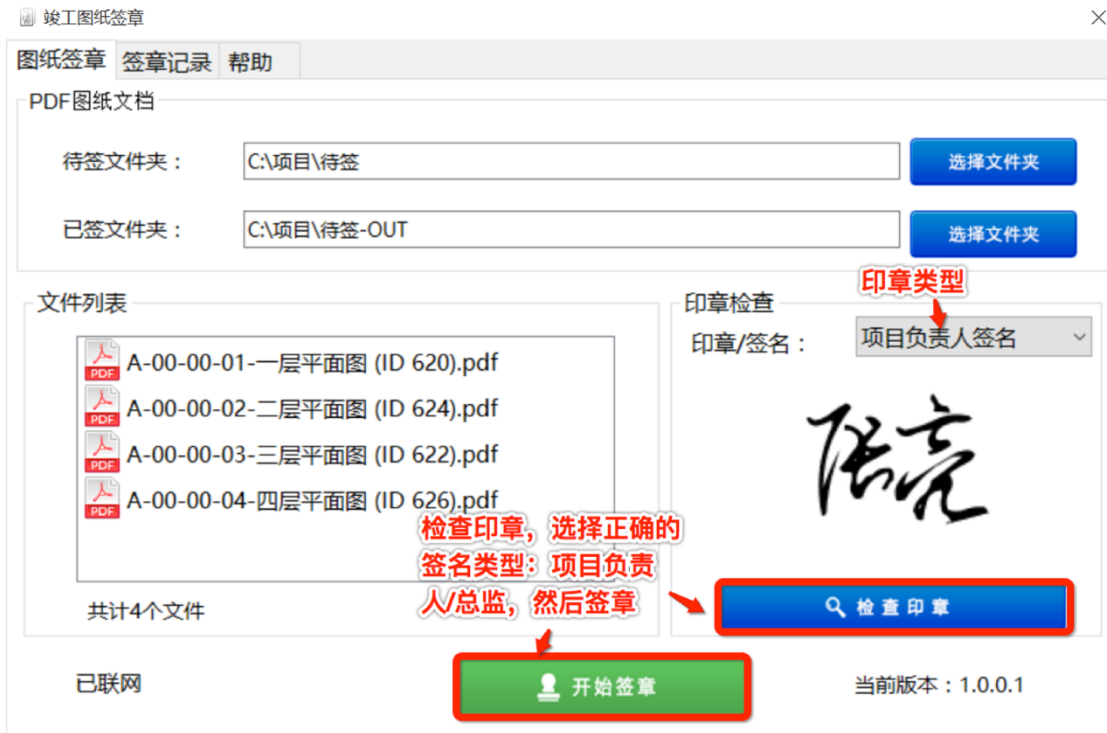 竣工图纸签章
图纸签章 签章记录 帮助
PDF图纸文档
待签文件夹： C:\项目\待签 选择文件夹
已签文件夹： C:\项目\待签-OUT 选择文件夹
印章类型
文件列表
印章检查
印章/签名： 项目负责人签名
PDF A-00-00-01-一层平面图 (ID 620).pdf
PDF A-00-00-02-二层平面图 (ID 624).pdf
PDF A-00-00-03-三层平面图 (ID 622).pdf
PDF A-00-00-04-四层平面图 (ID 626).pdf
张亮
检查印章，选择正确的
签名类型：项目负责
人/总监，然后签章
共计4个文件
检查印章
已联网
开始签章
当前版本：1.0.0.1